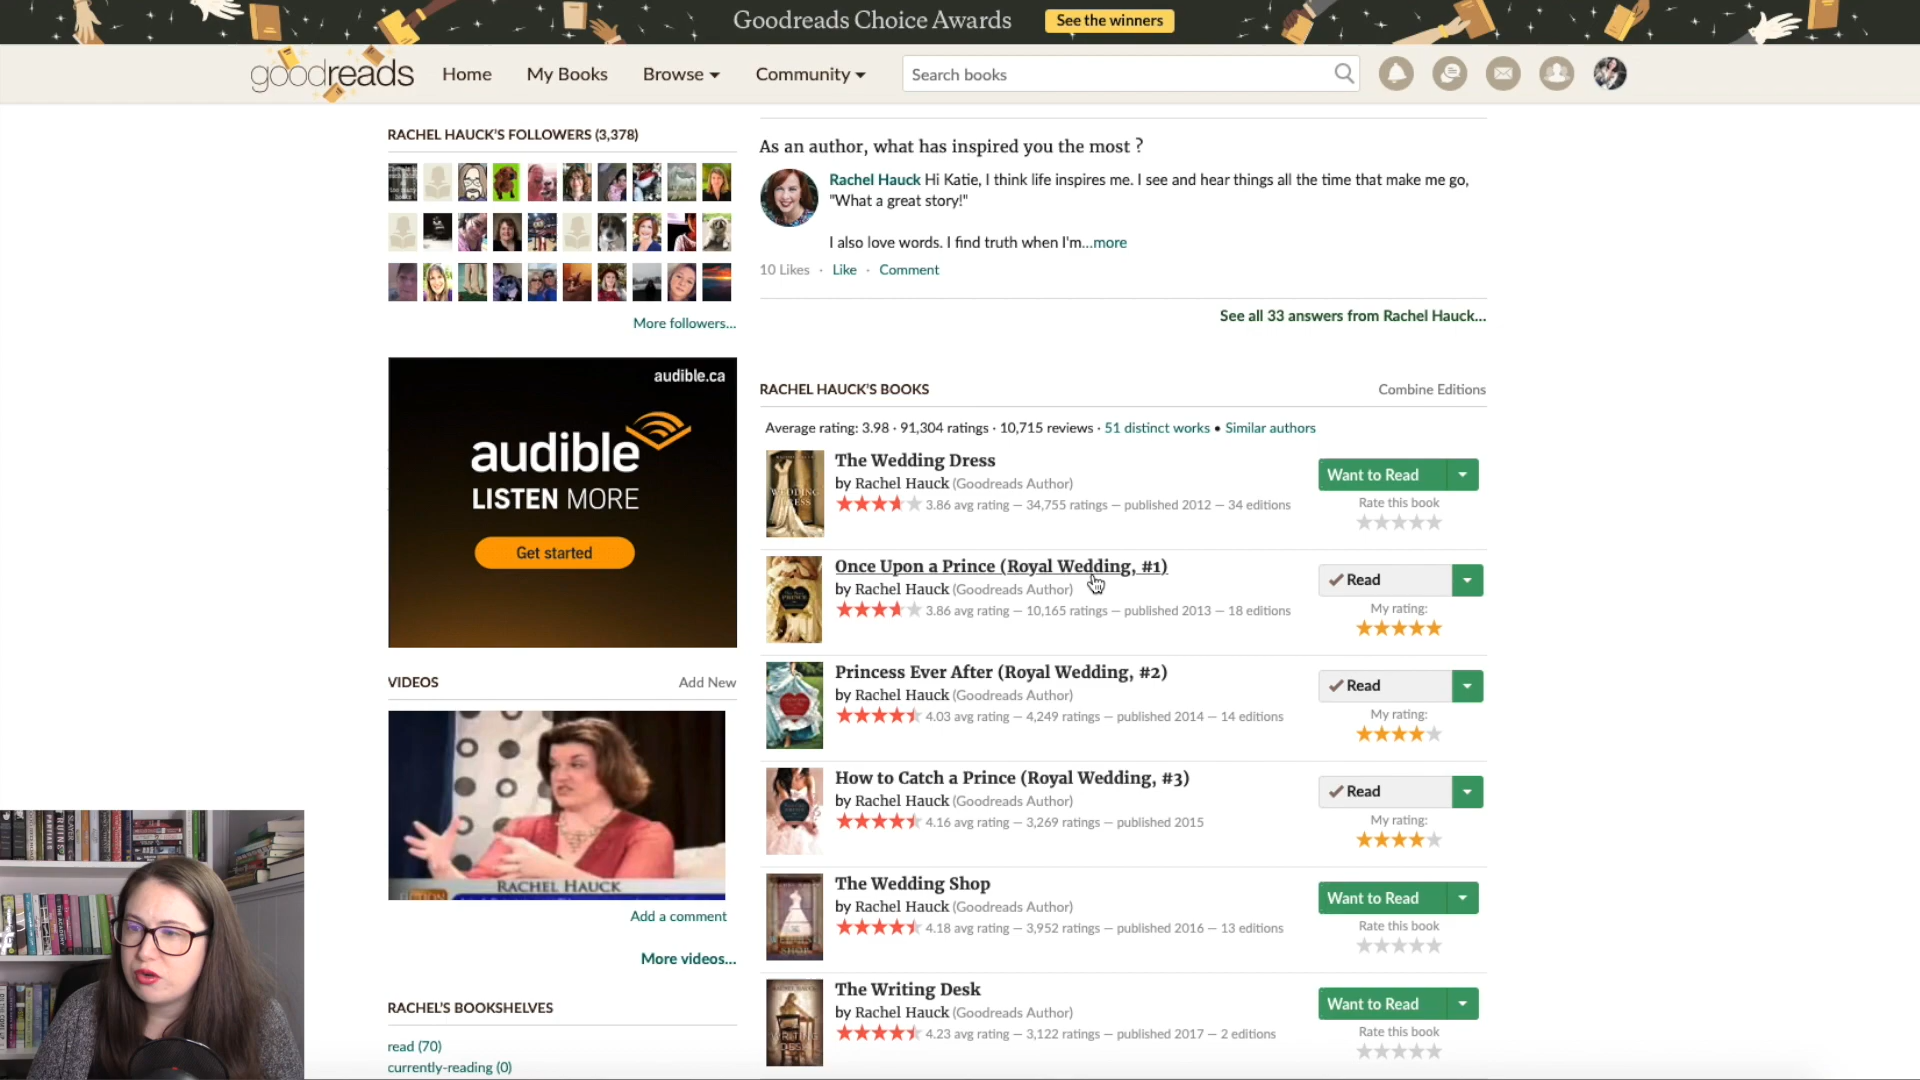 Goodreads Choice Awards
See the winners
goodreads
Home
My Books
Browse
Community
Search books
RACHEL HAUCK'S FOLLOWERS (3,378)
More followers...
audible.ca
audible
LISTEN MORE
Get started
VIDEOS
Add New
RACHEL HAUCK
Add a comment
More videos...
RACHEL'S BOOKSHELVES
read (70)
currently-reading (0)
As an author, what has inspired you the most ?
Rachel Hauck Hi Katie, I think life inspires me. I see and hear things all the time that make me go,
"What a great story!"
I also love words. I find truth when I'm...more
10 Likes · Like · Comment
See all 33 answers from Rachel Hauck...
RACHEL HAUCK'S BOOKS
Combine Editions
Average rating: 3.98 · 91,304 ratings · 10,715 reviews · 51 distinct works • Similar authors
The Wedding Dress
by Rachel Hauck (Goodreads Author)
3.86 avg rating — 34,755 ratings — published 2012 — 34 editions
Want to Read
Rate this book
Once Upon a Prince (Royal Wedding, #1)
by Rachel Hauck (Goodreads Author)
3.86 avg rating — 10,165 ratings — published 2013 — 18 editions
Read
My rating:
Princess Ever After (Royal Wedding, #2)
by Rachel Hauck (Goodreads Author)
4.03 avg rating — 4,249 ratings — published 2014 — 14 editions
Read
My rating:
How to Catch a Prince (Royal Wedding, #3)
by Rachel Hauck (Goodreads Author)
4.16 avg rating — 3,269 ratings — published 2015
Read
My rating:
The Wedding Shop
by Rachel Hauck (Goodreads Author)
4.18 avg rating — 3,952 ratings — published 2016 — 13 editions
Want to Read
Rate this book
The Writing Desk
by Rachel Hauck (Goodreads Author)
4.23 avg rating — 3,122 ratings — published 2017 — 2 editions
Want to Read
Rate this book